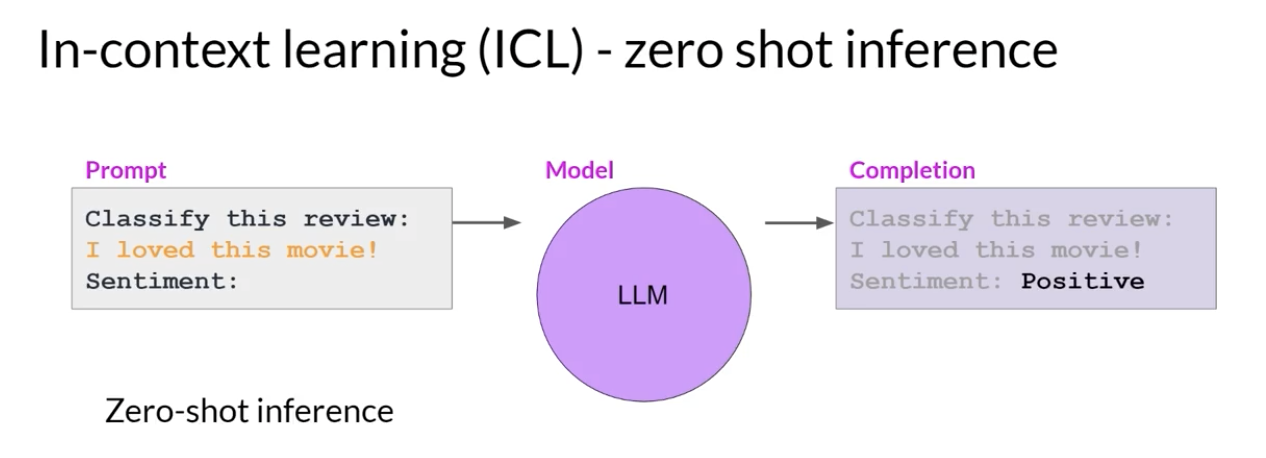 In-context learning (ICL) - zero shot inference
Prompt
Classify this review:
I loved this movie!
Sentiment:
Model
LLM
Completion
Classify this review:
I loved this movie!
Sentiment: Positive
Zero-shot inference